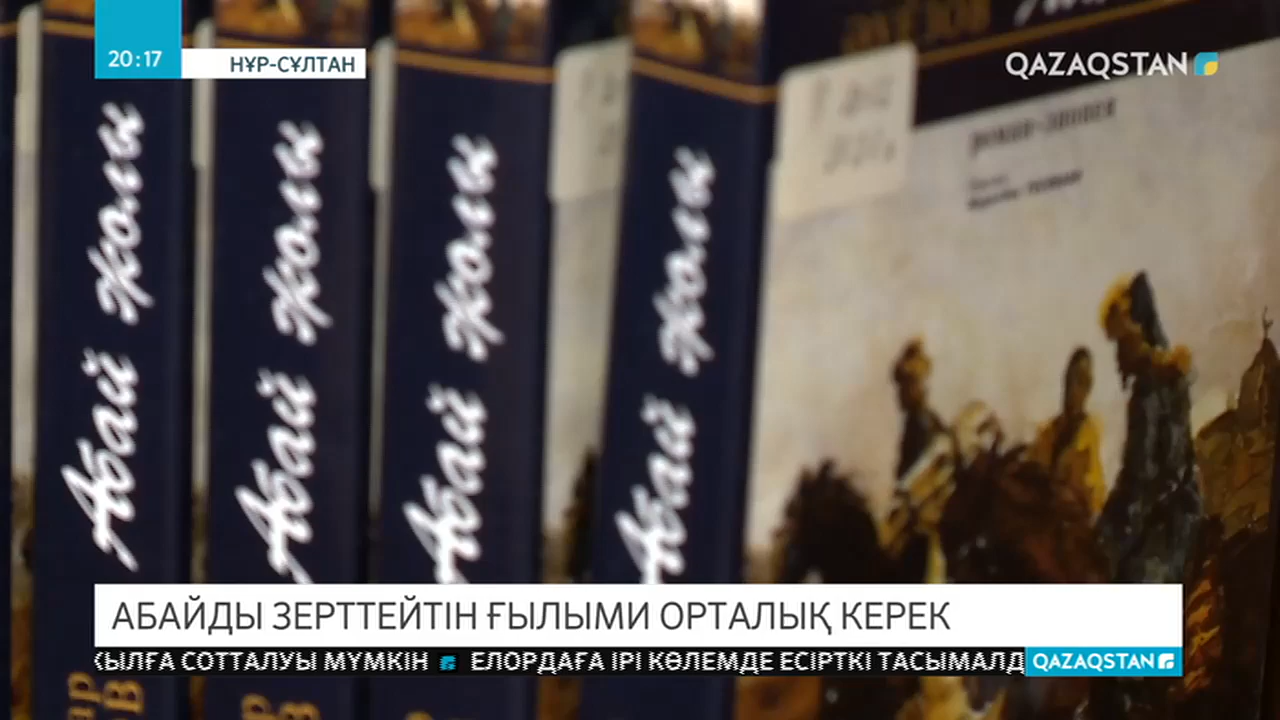 20:17
НҰР-СҰЛТАН
QAZAQSTAN
Абай жолы
Абай жолы
Абай жолы
Абай жолы
АБАЙДЫ ЗЕРТТЕЙТІН ҒЫЛЫМИ ОРТАЛЫҚ КЕРЕК
ЖЫЛҒА СОТТАЛУЫ МҮМКІН ЕЛОРДАҒА ІРІ КӨЛЕМДЕ ЕСІРТКІ ТАСЫМАЛД
QAZAQSTAN